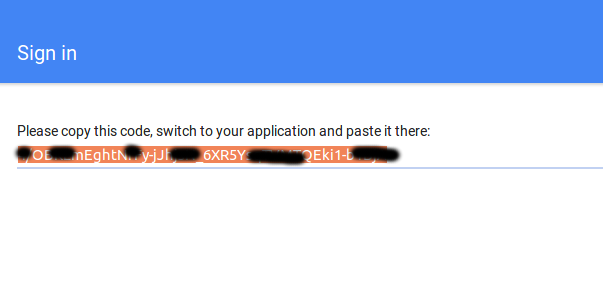 Sign in
Please copy this code, switch to your application and paste it there: